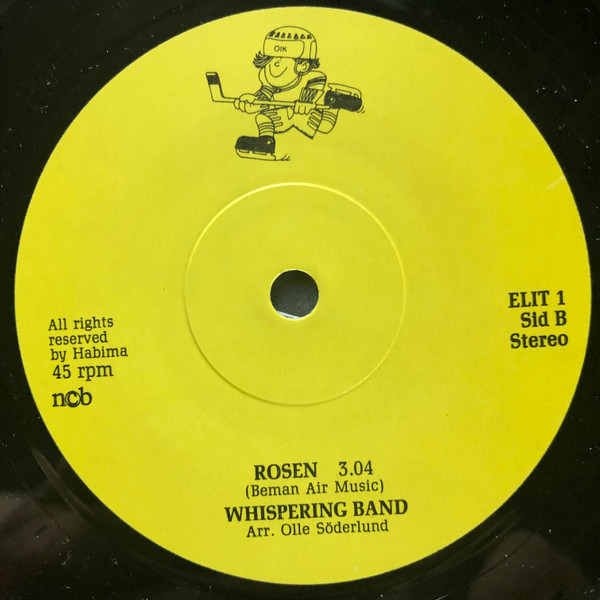 OIK
All rights
reserved
by Habima
45 rpm
ncb
ELIT 1
Sid B
Stereo
ROSEN 3.04
(Beman Air Music)
WHISPERING BAND
Arr. Olle Söderlund